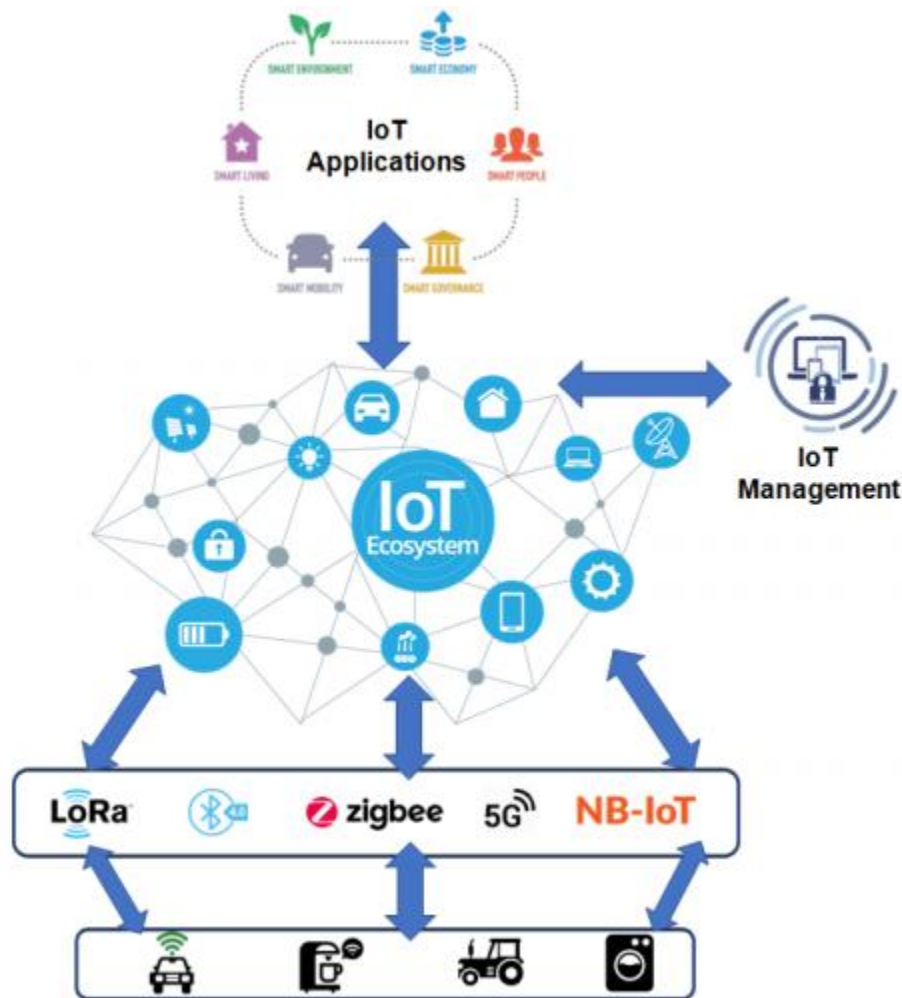 SMART ENVIRONMENT
SMART ECONOMY
IoT
Applications
SMART LIVING
SMART PEOPLE
SMART MOBILITY
SMART GOVERNANCE
IoT
Ecosystem
IoT
Management
LoRa
zigbee
5G
NB-IoT